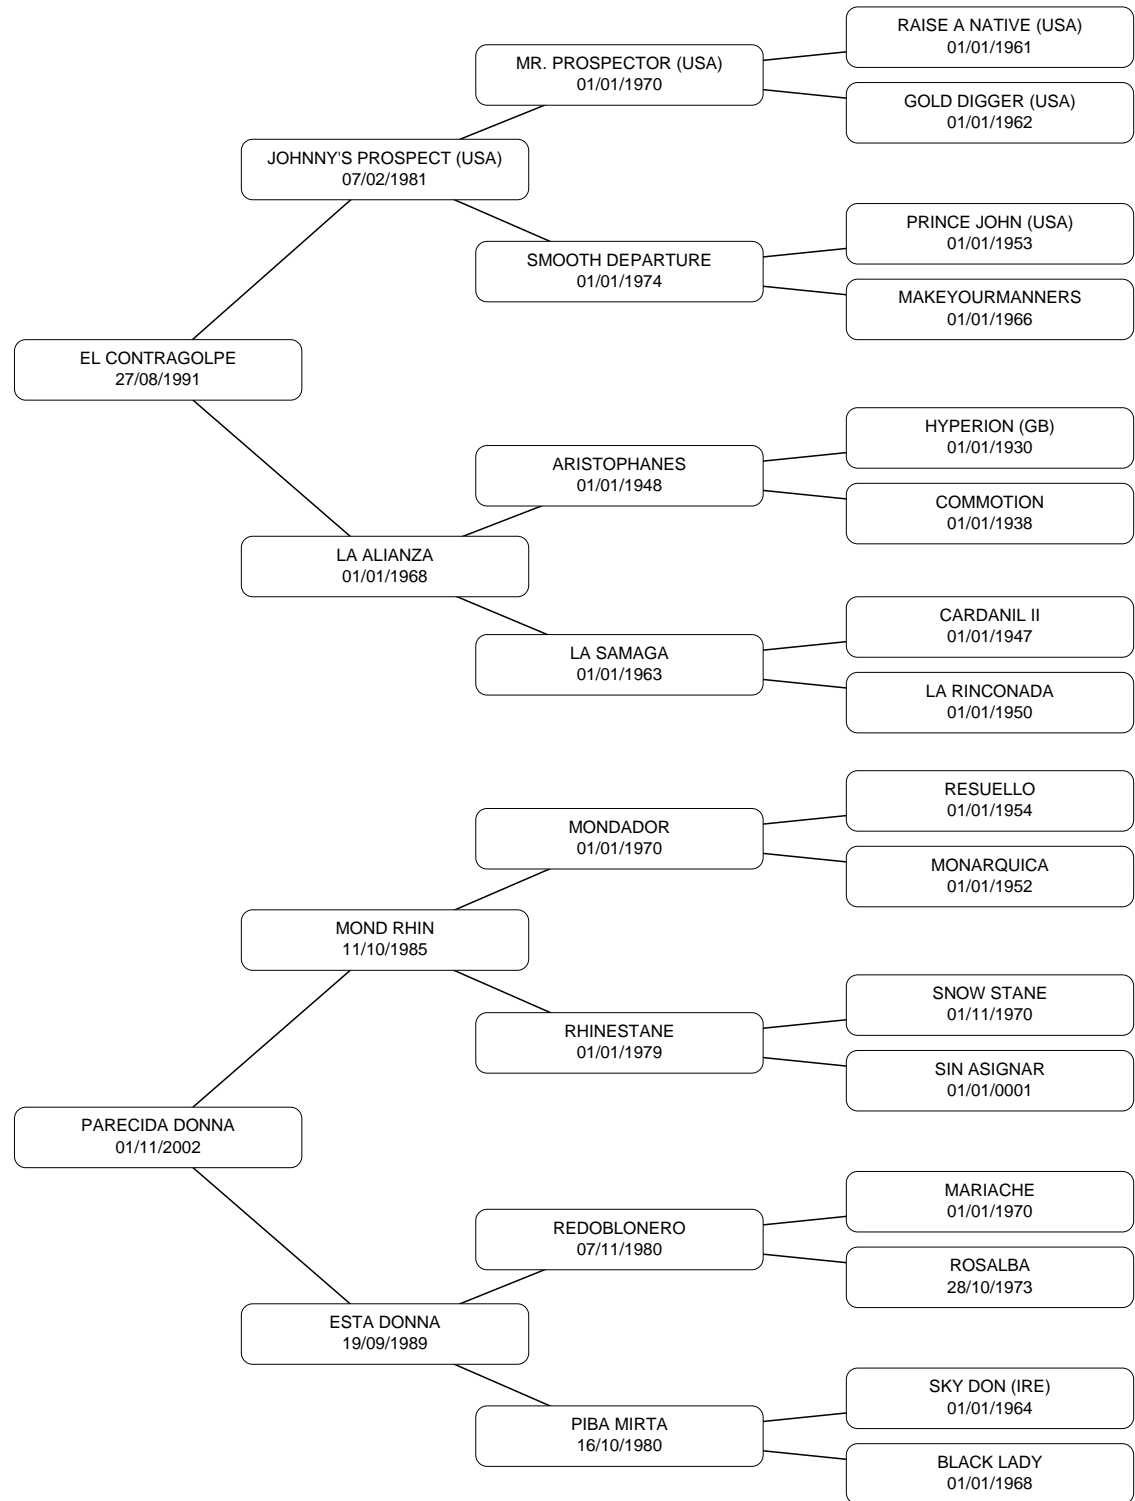 RAISE A NATIVE (USA)
01/01/1961
MR. PROSPECTOR (USA)
01/01/1970
GOLD DIGGER (USA)
01/01/1962
JOHNNY'S PROSPECT (USA)
07/02/1981
PRINCE JOHN (USA)
01/01/1953
SMOOTH DEPARTURE
01/01/1974
MAKEYOURMANNERS
01/01/1966
EL CONTRAGOLPE
27/08/1991
HYPERION (GB)
01/01/1930
ARISTOPHANES
01/01/1948
COMMOTION
01/01/1938
LA ALIANZA
01/01/1968
CARDANIL II
01/01/1947
LA SAMAGA
01/01/1963
LA RINCONADA
01/01/1950
RESUELLO
01/01/1954
MONDADOR
01/01/1970
MONARQUICA
01/01/1952
MOND RHIN
11/10/1985
SNOW STANE
01/11/1970
RHINESTANE
01/01/1979
SIN ASIGNAR
01/01/0001
PARECIDA DONNA
01/11/2002
MARIACHE
01/01/1970
REDOBLONERO
07/11/1980
ROSALBA
28/10/1973
ESTA DONNA
19/09/1989
SKY DON (IRE)
01/01/1964
PIBA MIRTA
16/10/1980
BLACK LADY
01/01/1968